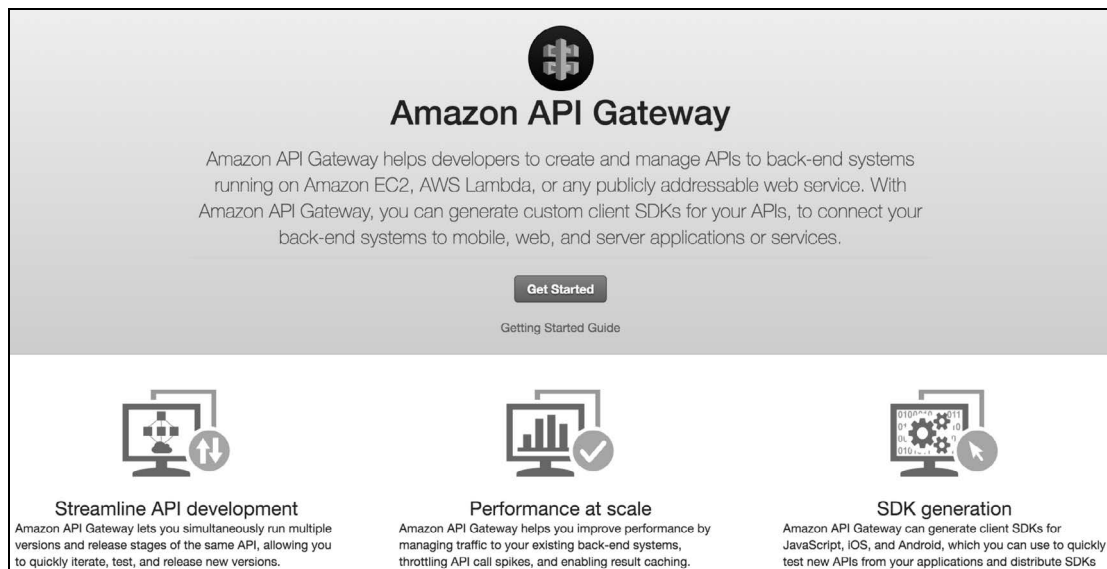 Amazon API Gateway
Amazon API Gateway helps developers to create and manage APIs to back-end systems
running on Amazon EC2, AWS Lambda, or any publicly addressable web service. With
Amazon API Gateway, you can generate custom client SDKs for your APIs, to connect your
back-end systems to mobile, web, and server applications or services.
Get Started
Getting Started Guide
Streamline API development
Amazon API Gateway lets you simultaneously run multiple
versions and release stages of the same API, allowing you
to quickly iterate, test, and release new versions.
Performance at scale
Amazon API Gateway helps you improve performance by
managing traffic to your existing back-end systems,
throttling API call spikes, and enabling result caching.
SDK generation
Amazon API Gateway can generate client SDKs for
JavaScript, iOS, and Android, which you can use to quickly
test new APIs from your applications and distribute SDKs